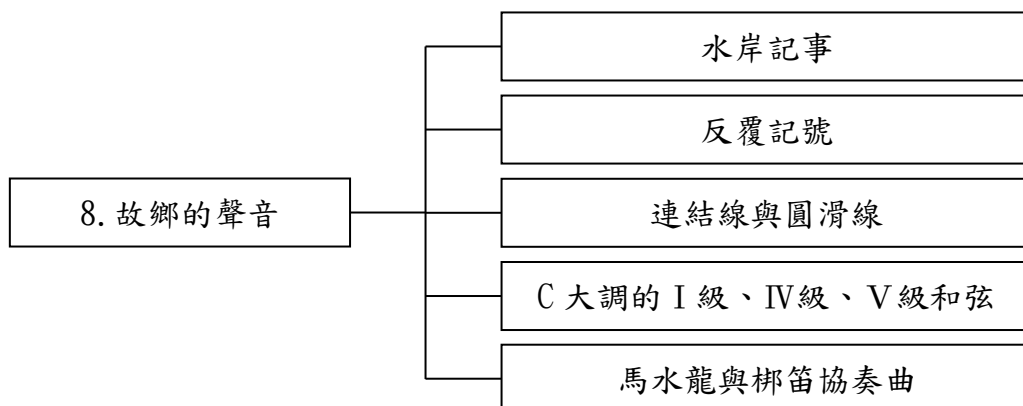 水岸記事
反覆記號
8.故鄉的聲音
連結線與圓滑線
C大調的Ⅰ級、Ⅳ級、Ⅴ級和弦
馬水龍與梆笛協奏曲